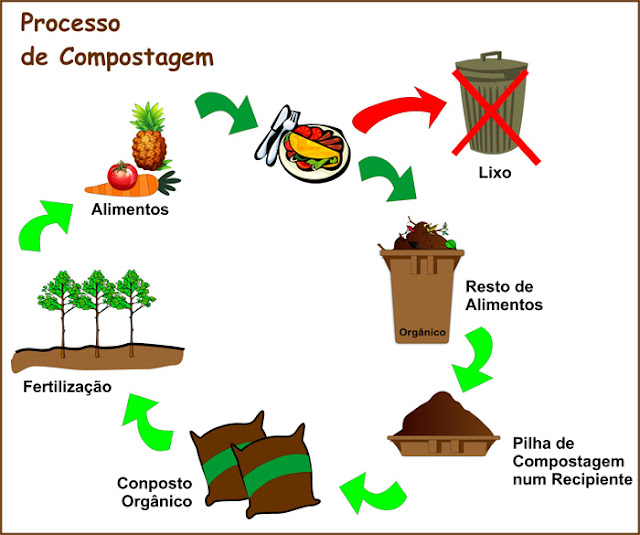 Processo
de Compostagem
Lixo
Alimentos
Resto de
Alimentos
Orgânico
Fertilização
Pilha de
Compostagem
num Recipiente
Conposto
Orgânico